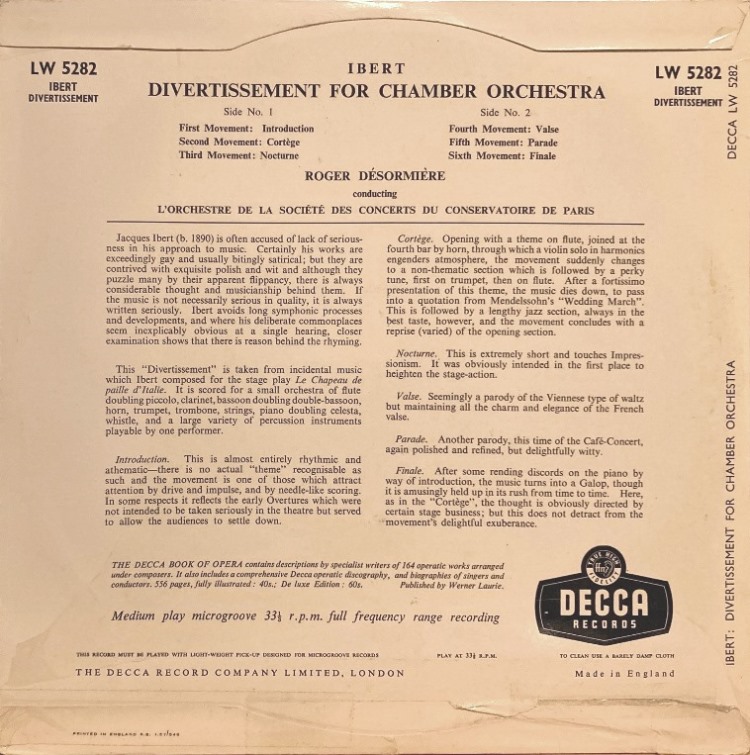 LW 5282
IBERT
DIVERTISSEMENT
IBERT
DIVERTISSEMENT FOR CHAMBER ORCHESTRA
LW 5282
IBERT
DIVERTISSEMENT
Side No. 1
First Movement: Introduction
Second Movement: Cortège
Third Movement: Nocturne
Side No. 2
Fourth Movement: Valse
Fifth Movement: Parade
Sixth Movement: Finale
ROGER DÉSORMIÈRE
conducting
L'ORCHESTRE DE LA SOCIÉTÉ DES CONCERTS DU CONSERVATOIRE DE PARIS
Jacques Ibert (b. 1890) is often accused of lack of serious-
ness in his approach to music. Certainly his works are
exceedingly gay and usually bitingly satirical; but they are
contrived with exquisite polish and wit and although they
puzzle many by their apparent flippancy, there is always
considerable thought and musicianship behind them. If
the music is not necessarily serious in quality, it is always
written seriously. Ibert avoids long symphonic processes
and developments, and where his deliberate commonplaces
seem inexplicably obvious at a single hearing, closer
examination shows that there is reason behind the rhyming.
This "Divertissement" is taken from incidental music
which Ibert composed for the stage play Le Chapeau de
paille d'Italie. It is scored for a small orchestra of flute
doubling piccolo, clarinet, bassoon doubling double-bassoon,
horn, trumpet, trombone, strings, piano doubling celesta,
whistle, and a large variety of percussion instruments
playable by one performer.
Introduction. This is almost entirely rhythmic and
athematic—there is no actual "theme" recognisable as
such and the movement is one of those which attract
attention by drive and impulse, and by needle-like scoring.
In some respects it reflects the early Overtures which were
not intended to be taken seriously in the theatre but served
to allow the audiences to settle down.
Cortège. Opening with a theme on flute, joined at the
fourth bar by horn, through which a violin solo in harmonics
engenders atmosphere, the movement suddenly changes
to a non-thematic section which is followed by a perky
tune, first on trumpet, then on flute. After a fortissimo
presentation of this theme, the music dies down, to pass
into a quotation from Mendelssohn's "Wedding March".
This is followed by a lengthy jazz section, always in the
best taste, however, and the movement concludes with a
reprise (varied) of the opening section.
Nocturne. This is extremely short and touches Impres-
sionism. It was obviously intended in the first place to
heighten the stage-action.
Valse. Seemingly a parody of the Viennese type of waltz
but maintaining all the charm and elegance of the French
valse.
Parade. Another parody, this time of the Café-Concert,
again polished and refined, but delightfully witty.
Finale. After some rending discords on the piano by
way of introduction, the music turns into a Galop, though
it is amusingly held up in its rush from time to time. Here,
as in the "Cortège", the thought is obviously directed by
certain stage business; but this does not detract from the
movement's delightful exuberance.
THE DECCA BOOK OF OPERA contains descriptions by specialist writers of 164 operatic works arranged
under composers. It also includes a comprehensive Decca operatic discography, and biographies of singers and
conductors. 556 pages, fully illustrated: 40s.; De luxe Edition: 60s. Published by Werner Laurie.
Medium play microgroove 33⅓ r.p.m. full frequency range recording
TRUE HIGH
ffrr
FIDELITY
DECCA
RECORDS
THIS RECORD MUST BE PLAYED WITH LIGHT-WEIGHT PICK-UP DESIGNED FOR MICROGROOVE RECORDS
PLAY AT 33⅓ R.P.M.
TO CLEAN USE A BARELY DAMP CLOTH
THE DECCA RECORD COMPANY LIMITED, LONDON
Made in England
PRINTED IN ENGLAND
DECCA LW 5282
IBERT: DIVERTISSEMENT FOR CHAMBER ORCHESTRA